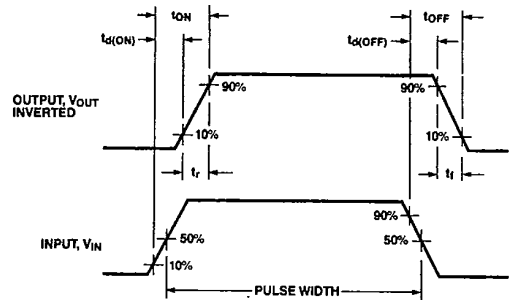 tON
tOFF
td(ON)
td(OFF)
OUTPUT, VOUT
INVERTED
90%
90%
10%
10%
tr
tf
INPUT, VIN
90%
50%
50%
10%
PULSE WIDTH